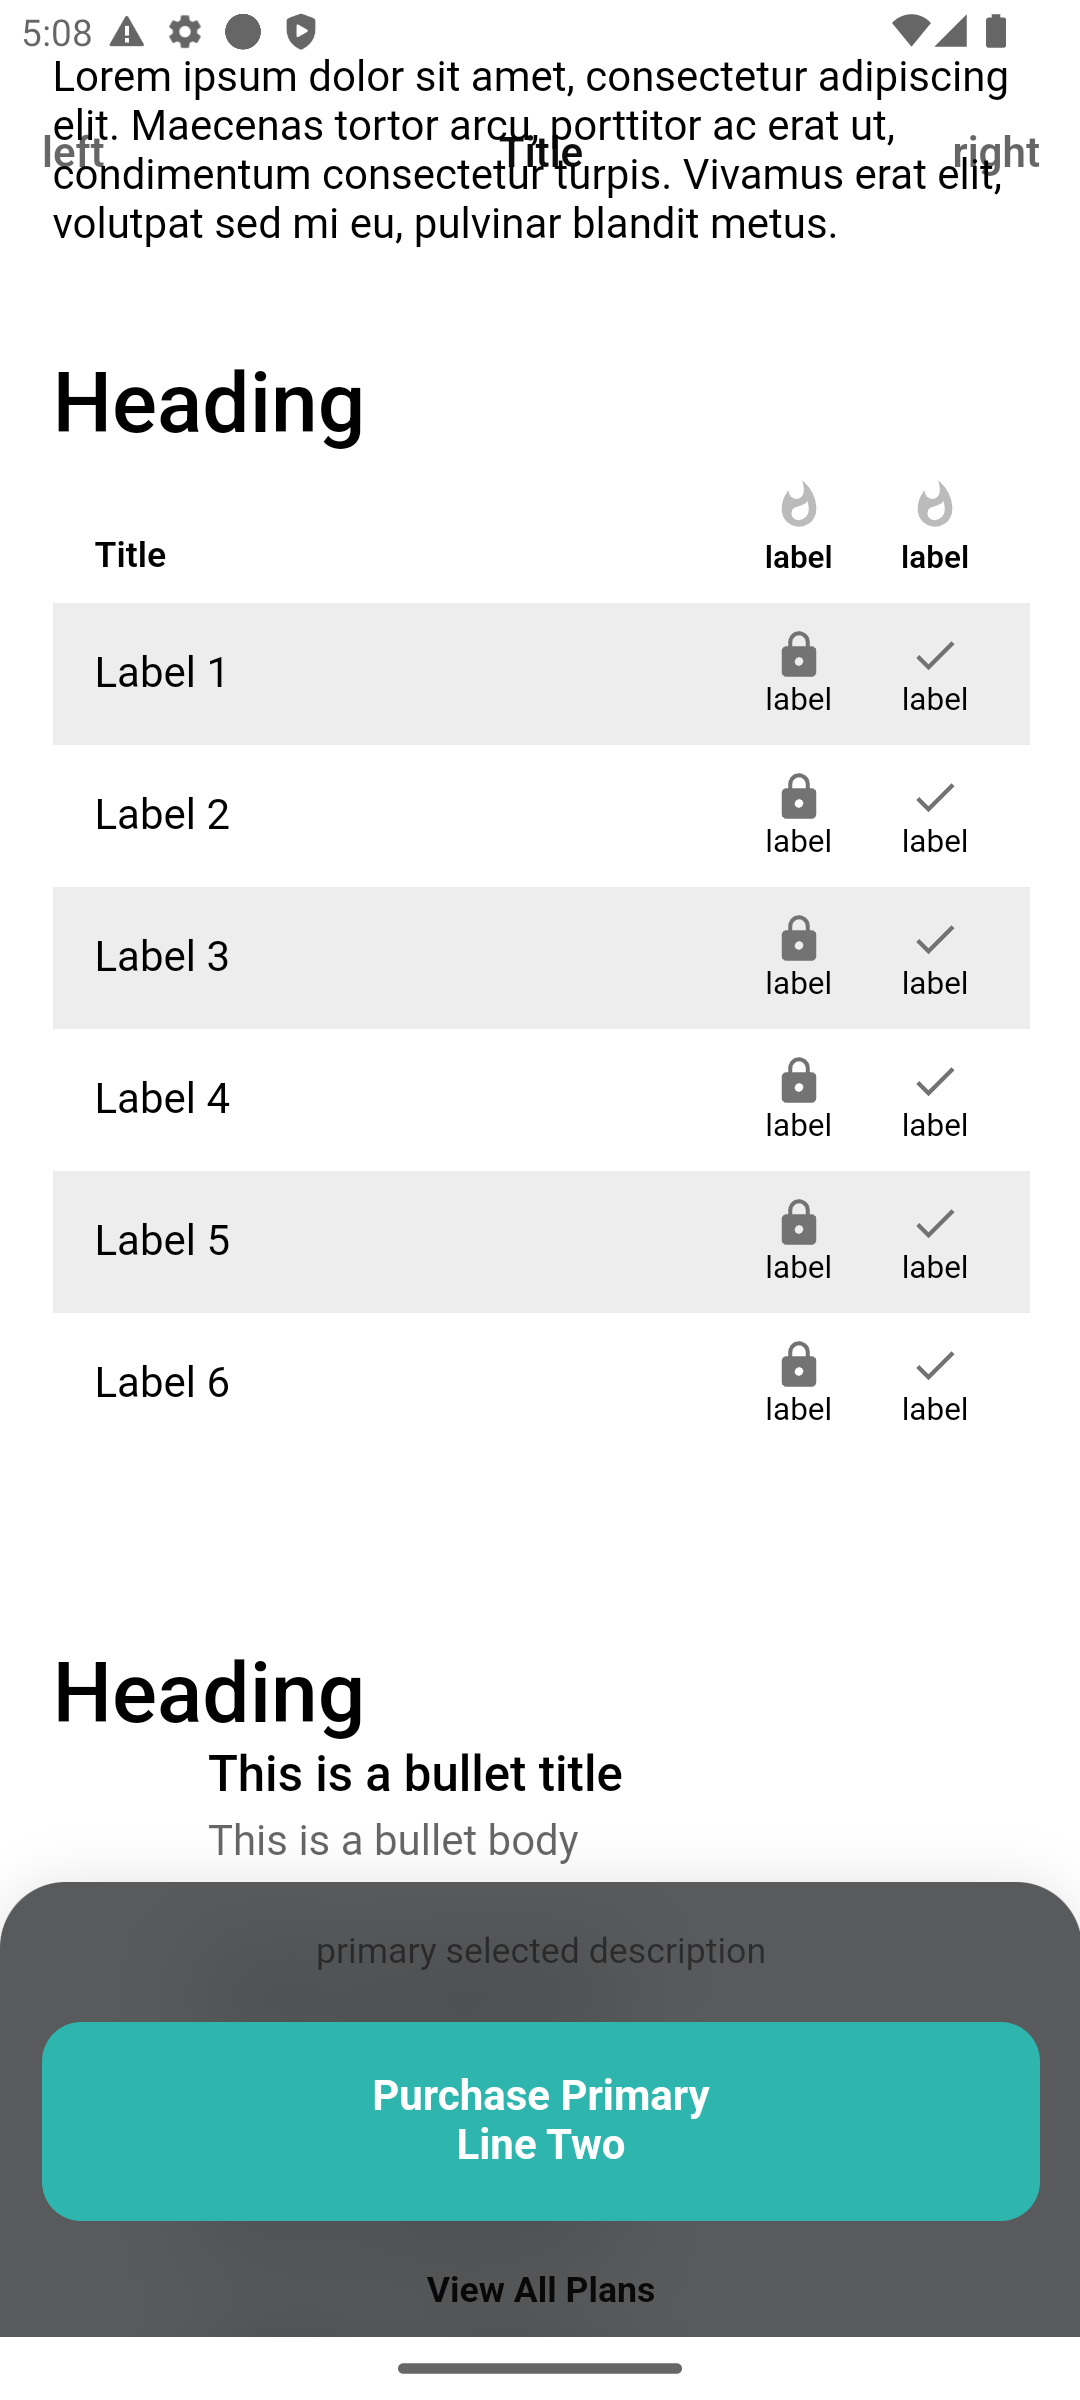 5:08
Lorem ipsum dolor sit amet, consectetur adipiscing
elit. Maecenas tortor arcu, porttitor ac erat ut,
left Title right
condimentum consectetur turpis. Vivamus erat elit,
volutpat sed mi eu, pulvinar blandit metus.
Heading
Title label label
Label 1 label label
Label 2 label label
Label 3 label label
Label 4 label label
Label 5 label label
Label 6 label label
Heading
This is a bullet title
This is a bullet body
primary selected description
Purchase Primary
Line Two
View All Plans